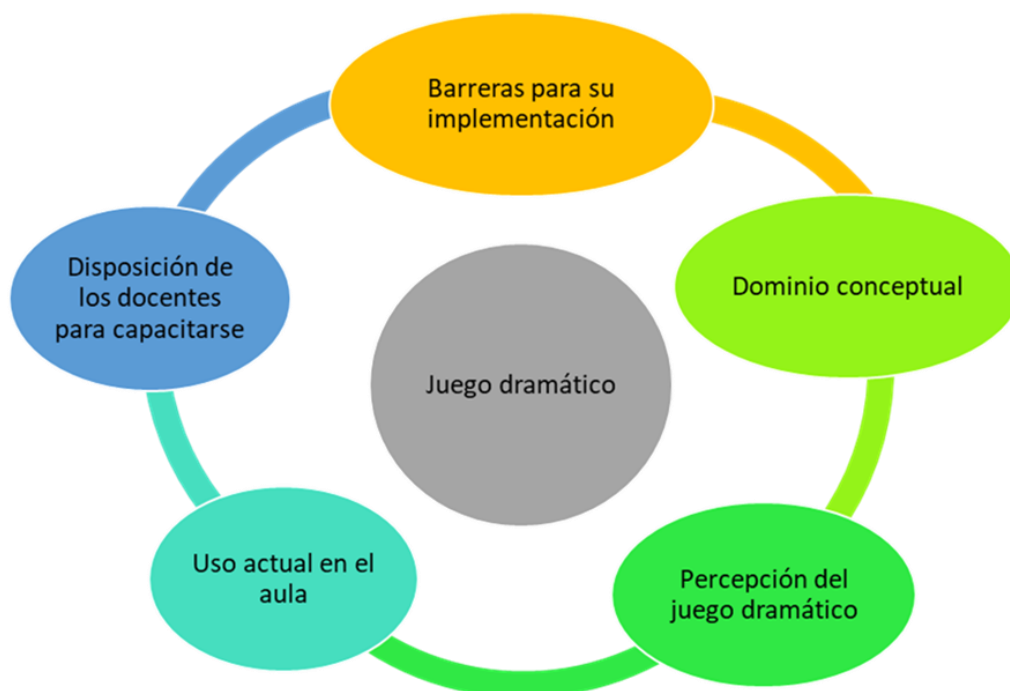 Barreras para su
implementación
Dominio conceptual
Percepción del
juego dramático
Uso actual en el
aula
Disposición de
los docentes
para capacitarse
Juego dramático